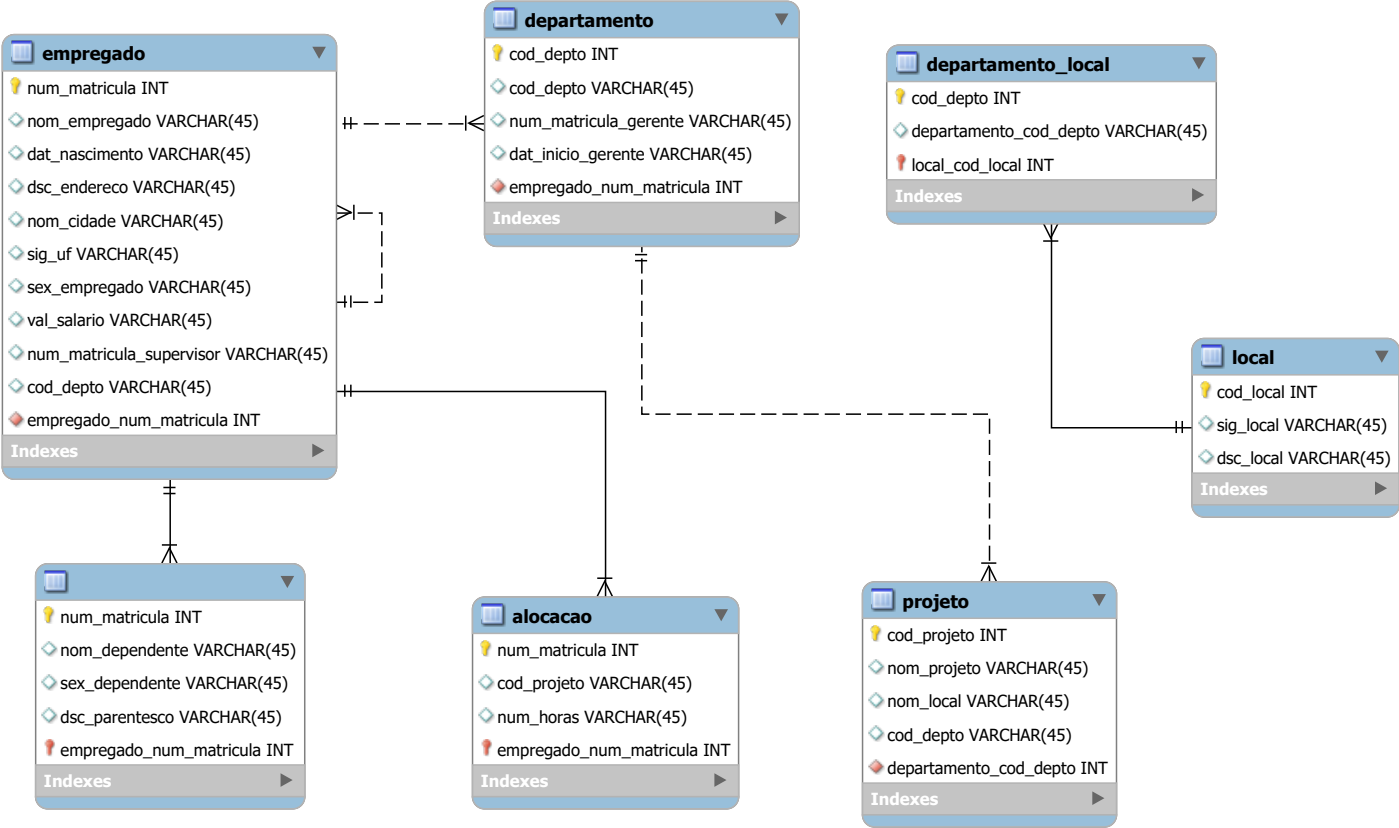 empregado
num_matricula INT
nom_empregado VARCHAR(45)
dat_nascimento VARCHAR(45)
dsc_endereco VARCHAR(45)
nom_cidade VARCHAR(45)
sig_uf VARCHAR(45)
sex_empregado VARCHAR(45)
val_salario VARCHAR(45)
num_matricula_supervisor VARCHAR(45)
cod_depto VARCHAR(45)
empregado_num_matricula INT
Indexes
departamento
cod_depto INT
cod_depto VARCHAR(45)
num_matricula_gerente VARCHAR(45)
dat_inicio_gerente VARCHAR(45)
empregado_num_matricula INT
Indexes
departamento_local
cod_depto INT
departamento_cod_depto VARCHAR(45)
local_cod_local INT
Indexes
local
cod_local INT
sig_local VARCHAR(45)
dsc_local VARCHAR(45)
Indexes
num_matricula INT
nom_dependente VARCHAR(45)
sex_dependente VARCHAR(45)
dsc_parentesco VARCHAR(45)
empregado_num_matricula INT
Indexes
alocacao
num_matricula INT
cod_projeto VARCHAR(45)
num_horas VARCHAR(45)
empregado_num_matricula INT
Indexes
projeto
cod_projeto INT
nom_projeto VARCHAR(45)
nom_local VARCHAR(45)
cod_depto VARCHAR(45)
departamento_cod_depto INT
Indexes